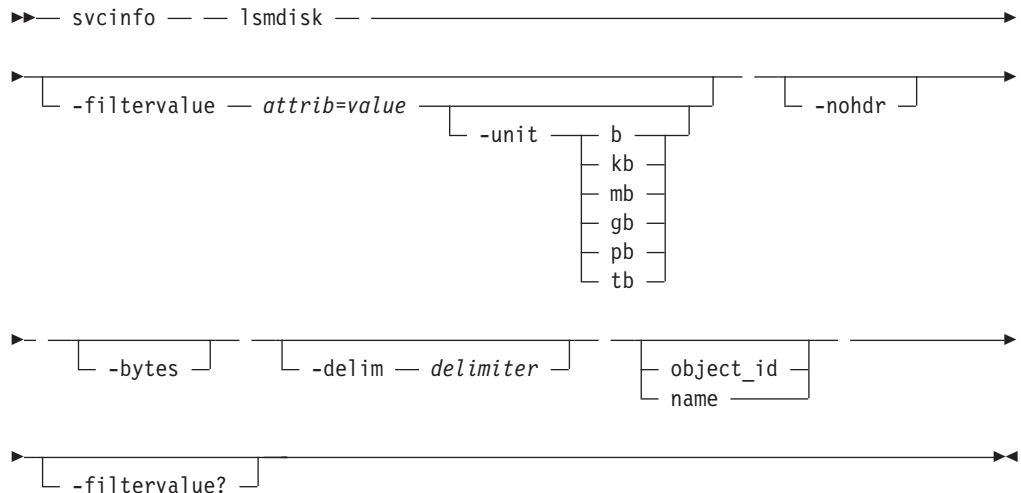 svcinfo lsmdisk
-filtervalue attrib=value -nohdr
-unit b
kb
mb
gb
pb
tb
-bytes -delim delimiter object_id
name
-filtervalue?